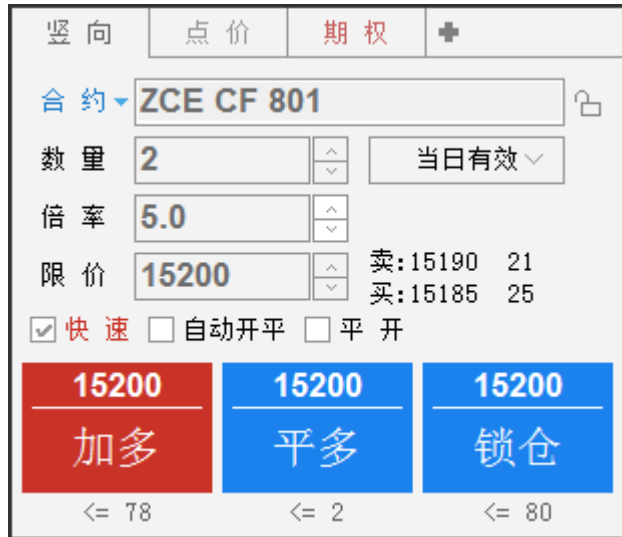 竖 向 点 价 期 权
合 约 ZCE CF 801
数 量 2 当日有效
倍 率 5.0
限 价 15200 卖:15190 21
买:15185 25
快 速 自动开平 平 开
15200 15200 15200
加多 平多 锁仓
<= 78 <= 2 <= 80